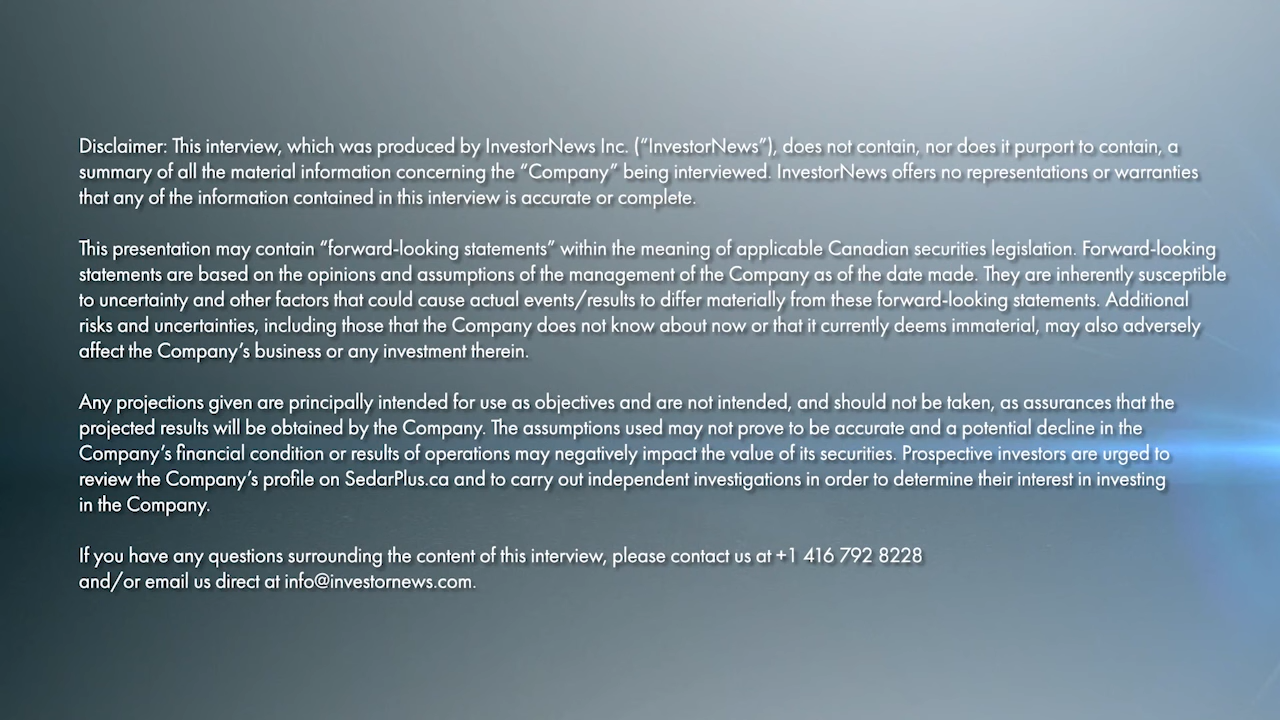 Disclaimer: This interview, which was produced by InvestorNews Inc. (“InvestorNews”), does not contain, nor does it purport to contain, a
summary of all the material information concerning the “Company” being interviewed. InvestorNews offers no representations or warranties
that any of the information contained in this interview is accurate or complete.
This presentation may contain “forward-looking statements” within the meaning of applicable Canadian securities legislation. Forward-looking
statements are based on the opinions and assumptions of the management of the Company as of the date made. They are inherently susceptible
to uncertainty and other factors that could cause actual events/results to differ materially from these forward-looking statements. Additional
risks and uncertainties, including those that the Company does not know about now or that it currently deems immaterial, may also adversely
affect the Company’s business or any investment therein.
Any projections given are principally intended for use as objectives and are not intended, and should not be taken, as assurances that the
projected results will be obtained by the Company. The assumptions used may not prove to be accurate and a potential decline in the
Company’s financial condition or results of operations may negatively impact the value of its securities. Prospective investors are urged to
review the Company’s profile on SedarPlus.ca and to carry out independent investigations in order to determine their interest in investing
in the Company.
If you have any questions surrounding the content of this interview, please contact us at +1 416 792 8228
and/or email us direct at info@investornews.com.